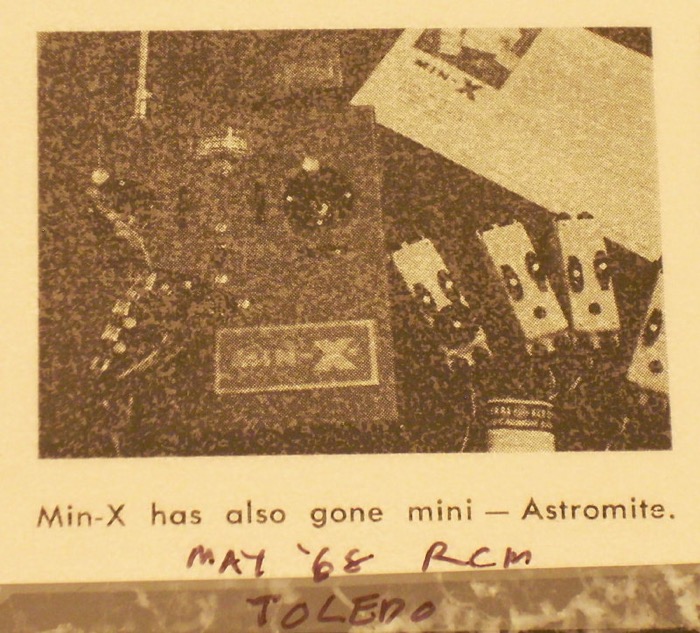 MIN-X
MIN-X
Min-X has also gone mini — Astromite.
MAY '68 RCM
TOLEDO